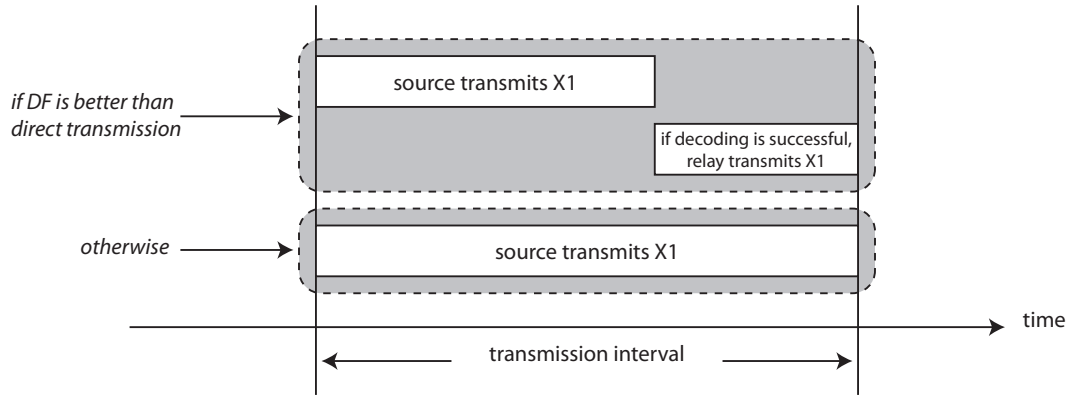 source transmits X1
if DF is better than
direct transmission
if decoding is successful,
relay transmits X1
otherwise
source transmits X1
time
transmission interval